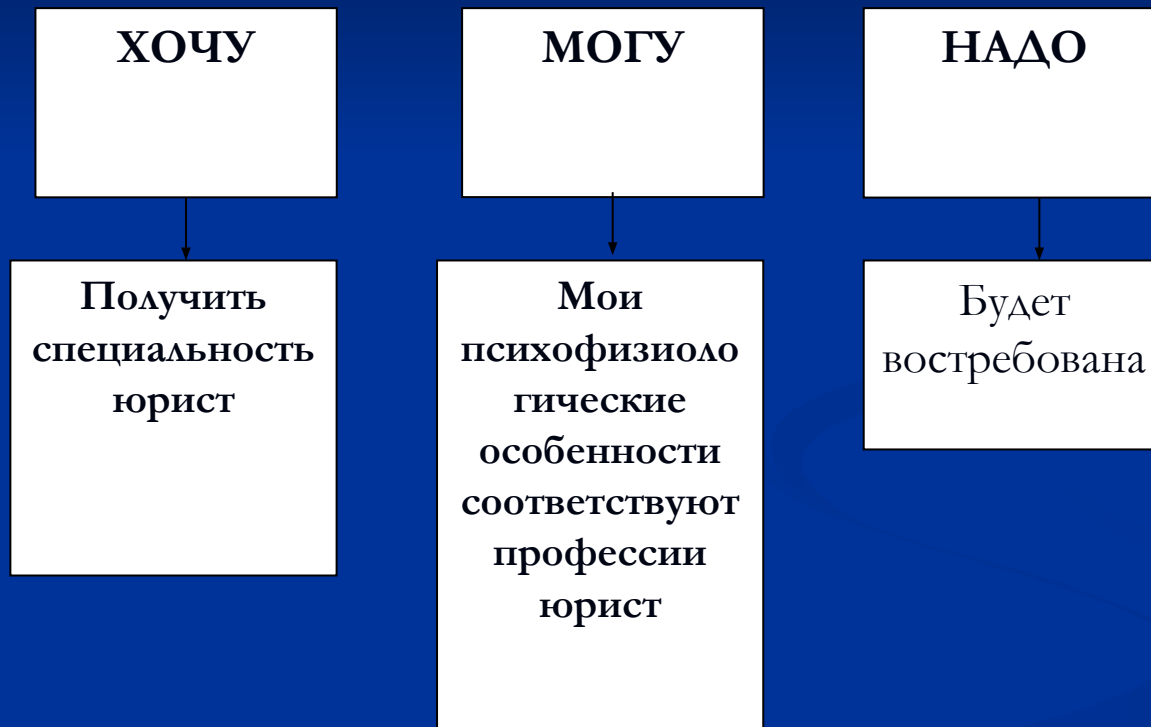 ХОЧУ
МОГУ
НАДО
Получить
специальность
юрист
Мои
психофизиоло
гические
особенности
соответствуют
профессии
юрист
Будет
востребована